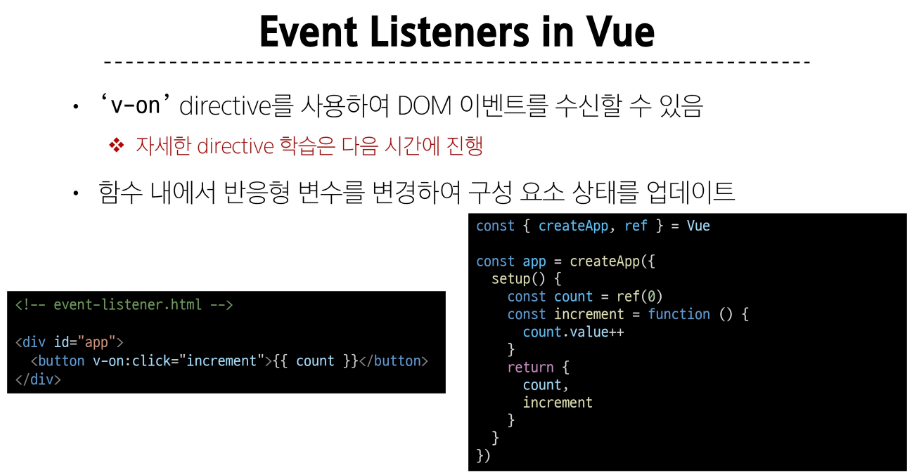 Event Listeners in Vue
• ‘v-on’ directive를 사용하여 DOM 이벤트를 수신할 수 있음
❖ 자세한 directive 학습은 다음 시간에 진행
• 함수 내에서 반응형 변수를 변경하여 구성 요소 상태를 업데이트
<!-- event-listener.html -->
<div id="app">
  <button v-on:click="increment">{{ count }}</button>
</div>
const { createApp, ref } = Vue
const app = createApp({
  setup() {
    const count = ref(0)
    const increment = function () {
      count.value++
    }
    return {
      count,
      increment
    }
  }
})